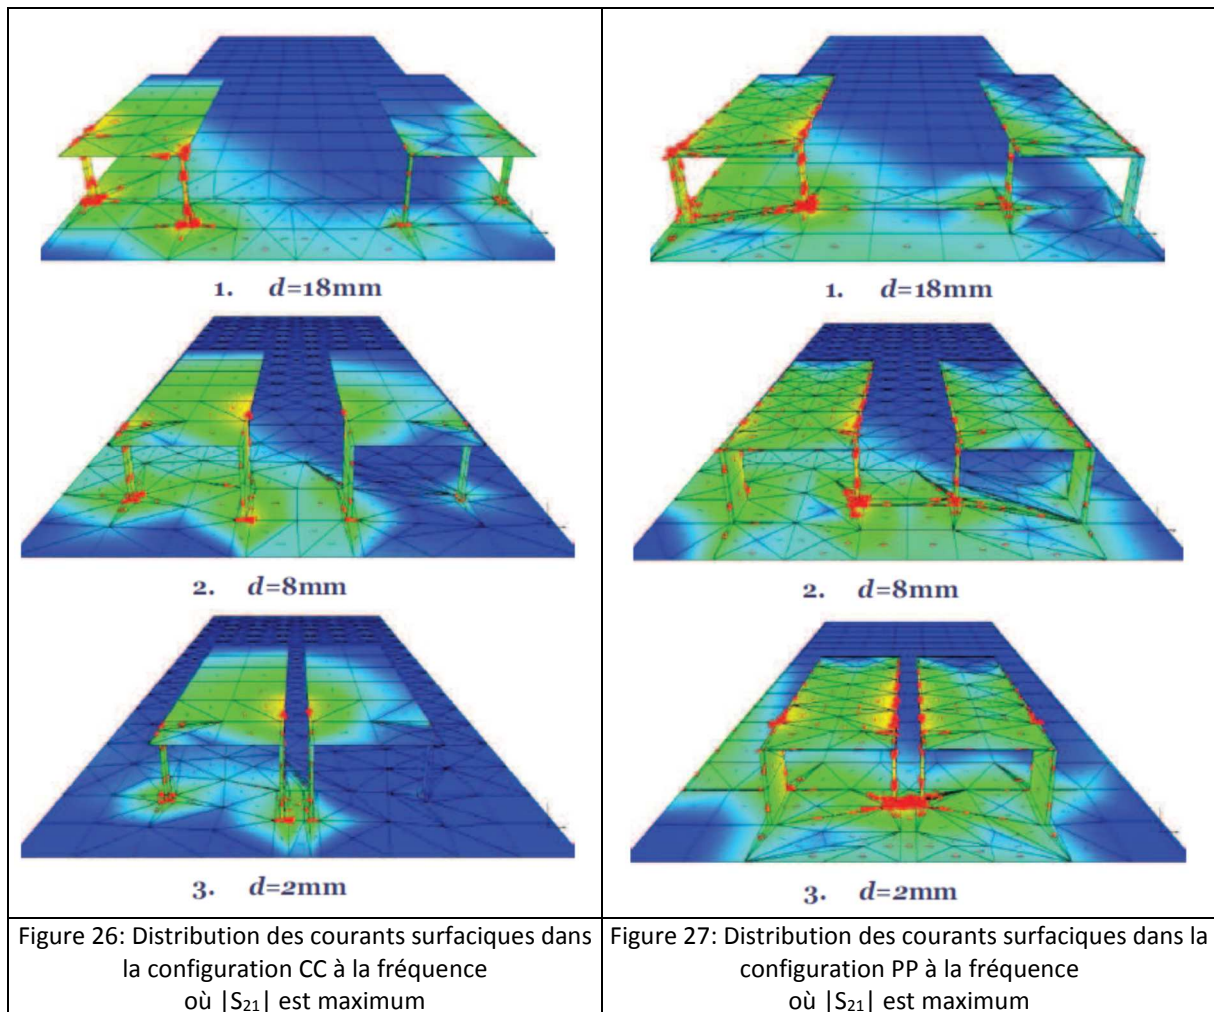 1. d=18mm
2. d=8mm
3. d=2mm
Figure 26: Distribution des courants surfaciques dans
la configuration CC à la fréquence
où |S₂₁| est maximum
1. d=18mm
2. d=8mm
3. d=2mm
Figure 27: Distribution des courants surfaciques dans la
configuration PP à la fréquence
où |S₂₁| est maximum